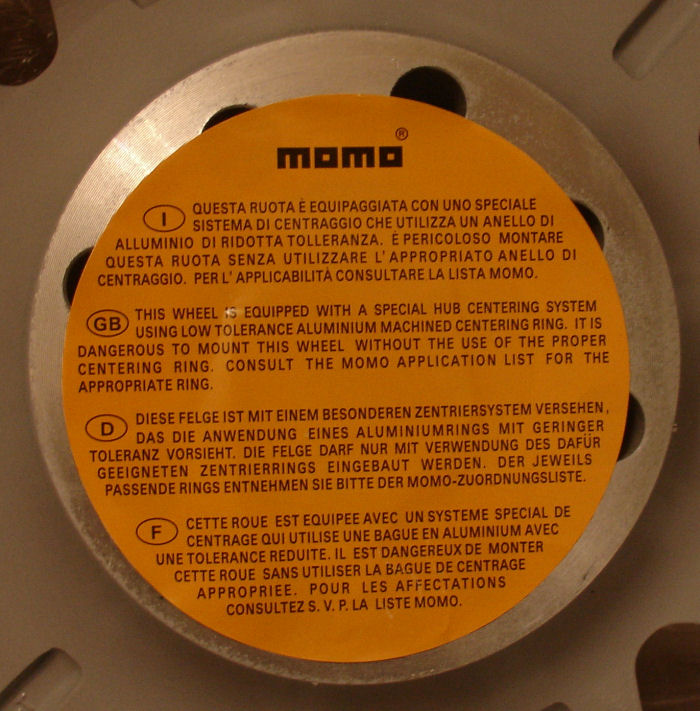 momo®
I QUESTA RUOTA È EQUIPAGGIATA CON UNO SPECIALE
SISTEMA DI CENTRAGGIO CHE UTILIZZA UN ANELLO DI
ALLUMINIO DI RIDOTTA TOLLERANZA. É PERICOLOSO MONTARE
QUESTA RUOTA SENZA UTILIZZARE L'APPROPRIATO ANELLO DI
CENTRAGGIO. PER L'APPLICABILITÁ CONSULTARE LA LISTA MOMO.
GB THIS WHEEL IS EQUIPPED WITH A SPECIAL HUB CENTERING SYSTEM
USING LOW TOLERANCE ALUMINIUM MACHINED CENTERING RING. IT IS
DANGEROUS TO MOUNT THIS WHEEL WITHOUT THE USE OF THE PROPER
CENTERING RING. CONSULT THE MOMO APPLICATION LIST FOR THE
APPROPRIATE RING.
D DIESE FELGE IST MIT EINEM BESONDEREN ZENTRIERSYSTEM VERSEHEN,
DAS DIE ANWENDUNG EINES ALUMINIUMRINGS MIT GERINGER
TOLERANZ VORSIEHT. DIE FELGE DARF NUR MIT VERWENDUNG DES DAFÜR
GEEIGNETEN ZENTRIERRINGS EINGEBAUT WERDEN. DER JEWEILS
PASSENDE RINGS ENTNEHMEN SIE BITTE DER MOMO-ZUORDNUNGSLISTE.
F CETTE ROUE EST EQUIPEE AVEC UN SYSTEME SPECIAL DE
CENTRAGE QUI UTILISE UNE BAGUE EN ALUMINIUM AVEC
UNE TOLERANCE REDUITE. IL EST DANGEREUX DE MONTER
CETTE ROUE SANS UTILISER LA BAGUE DE CENTRAGE
APPROPRIEE. POUR LES AFFECTATIONS
CONSULTEZ S. V. P. LA LISTE MOMO.